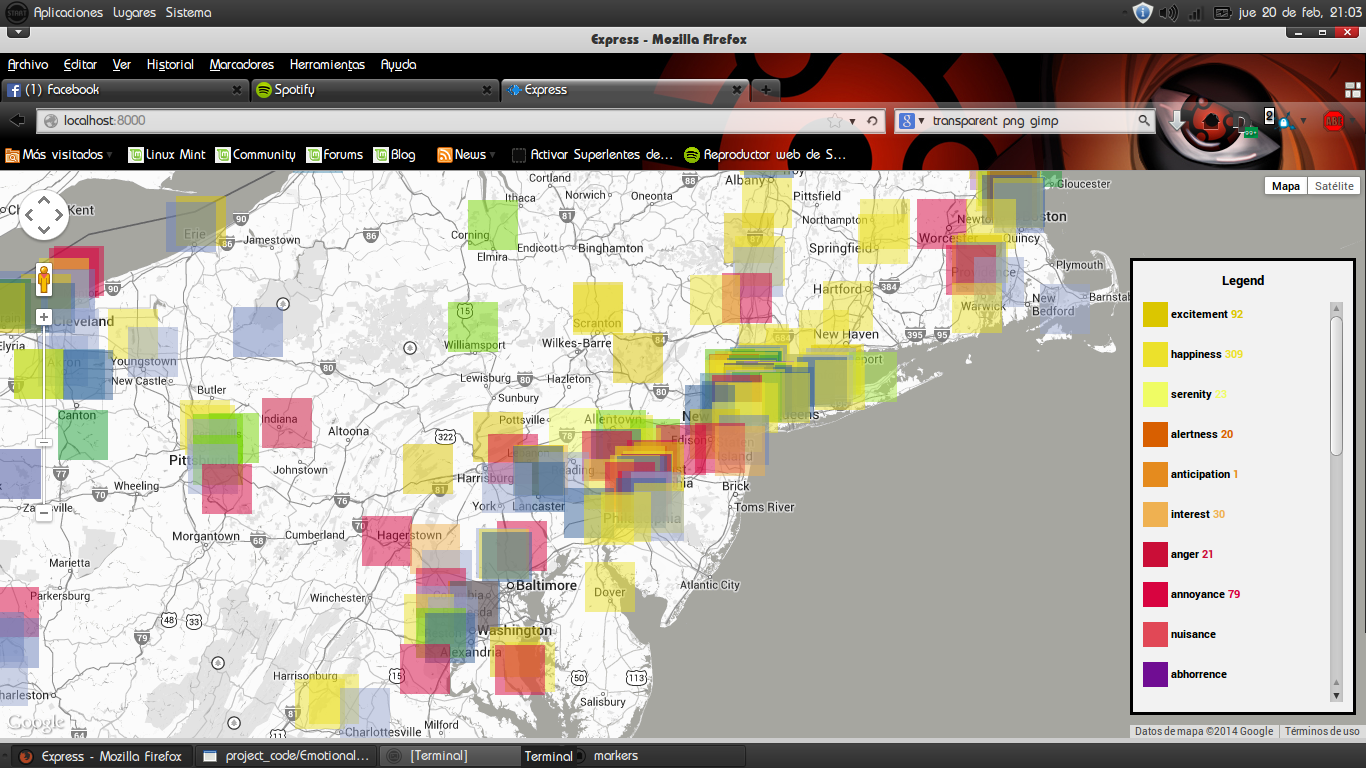 START Aplicaciones Lugares Sistema jue 20 de feb, 21:03
Express - Mozilla Firefox
Archivo Editar Ver Historial Marcadores Herramientas Ayuda
(1) Facebook Spotify Express
localhost:8000 transparent png gimp
Más visitados Linux Mint Community Forums Blog News Activar Superlentes de... Reproductor web de S...
Mapa Satélite
Cortland
Albany
Gloucester
Kent
Ithaca
Norwich
Oneonta
Pittsfield
Erie
Jamestown
Corning
Elmira
Endicott
Binghamton
Northampton
Springfield
Worcester
Quincy
Plymouth
Providence
Hartford
Warwick
New Bedford
Barnstab
Cleveland
Elyria
Youngstown
New Castle
Akron
Canton
Butler
Indiana
Altoona
Johnstown
Pittsburgh
Wheeling
Morgantown
Cumberland
Marietta
Parkersburg
Williamsport
Scranton
Wilkes-Barre
Lewisburg
Hazleton
Sunbury
Pottsville
Allentown
New Haven
Edison
Island
Lebanon
Harrisburg
York
Lancaster
Philadelphia
Brick
Toms River
Hagerstown
Winchester
Baltimore
Dover
Atlantic City
Washington
Alexandria
Harrisonburg
Charlottesville
Milford
Salisbury
harleston
Google
Legend
excitement 92
happiness 309
serenity 23
alertness 20
anticipation 1
interest 30
anger 21
annoyance 79
nuisance
abhorrence
Datos de mapa ©2014 Google Términos de uso
Express - Mozilla Firefox project_code/Emotional... [Terminal] Terminal markers